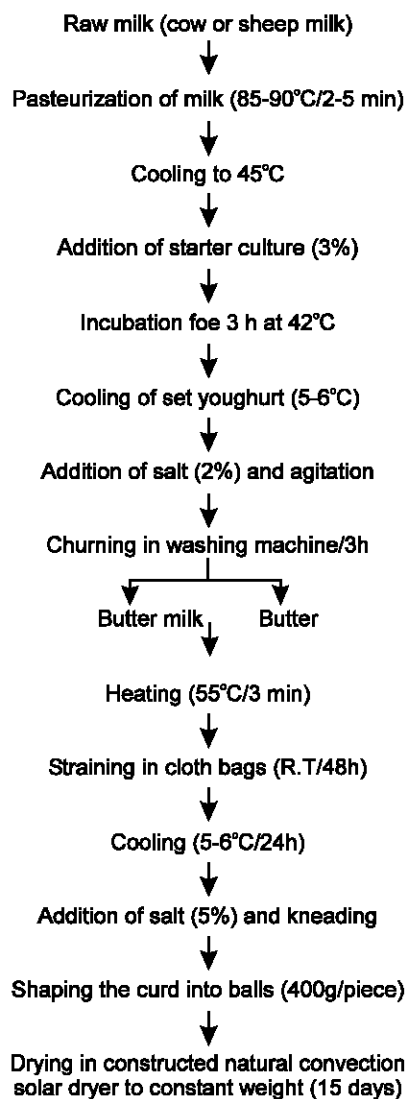 Raw milk (cow or sheep milk)
Pasteurization of milk (85-90°C/2-5 min)
Cooling to 45°C
Addition of starter culture (3%)
Incubation foe 3 h at 42°C
Cooling of set youghurt (5-6°C)
Addition of salt (2%) and agitation
Churning in washing machine/3h
Butter milk Butter
Heating (55°C/3 min)
Straining in cloth bags (R.T/48h)
Cooling (5-6°C/24h)
Addition of salt (5%) and kneading
Shaping the curd into balls (400g/piece)
Drying in constructed natural convection
solar dryer to constant weight (15 days)